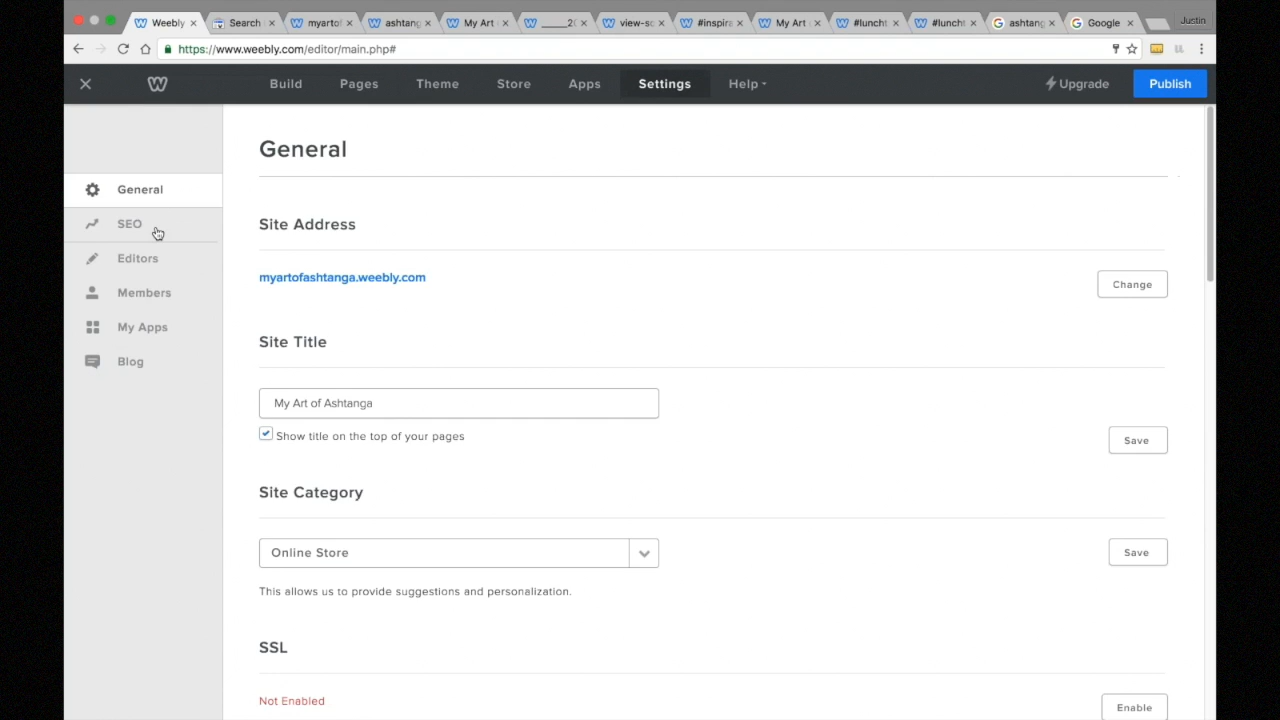 Weebly
Search
myartof
ashtang
My Art
view-so
#inspira
My Art
#luncht
#luncht
ashtang
Google
Justin
https://www.weebly.com/editor/main.php#
Build Pages Theme Store Apps Settings Help Upgrade Publish
General
SEO
Editors
Members
My Apps
Blog
General
Site Address
myartofashtanga.weebly.com
Change
Site Title
My Art of Ashtanga
Show title on the top of your pages
Save
Site Category
Online Store
Save
This allows us to provide suggestions and personalization.
SSL
Not Enabled
Enable